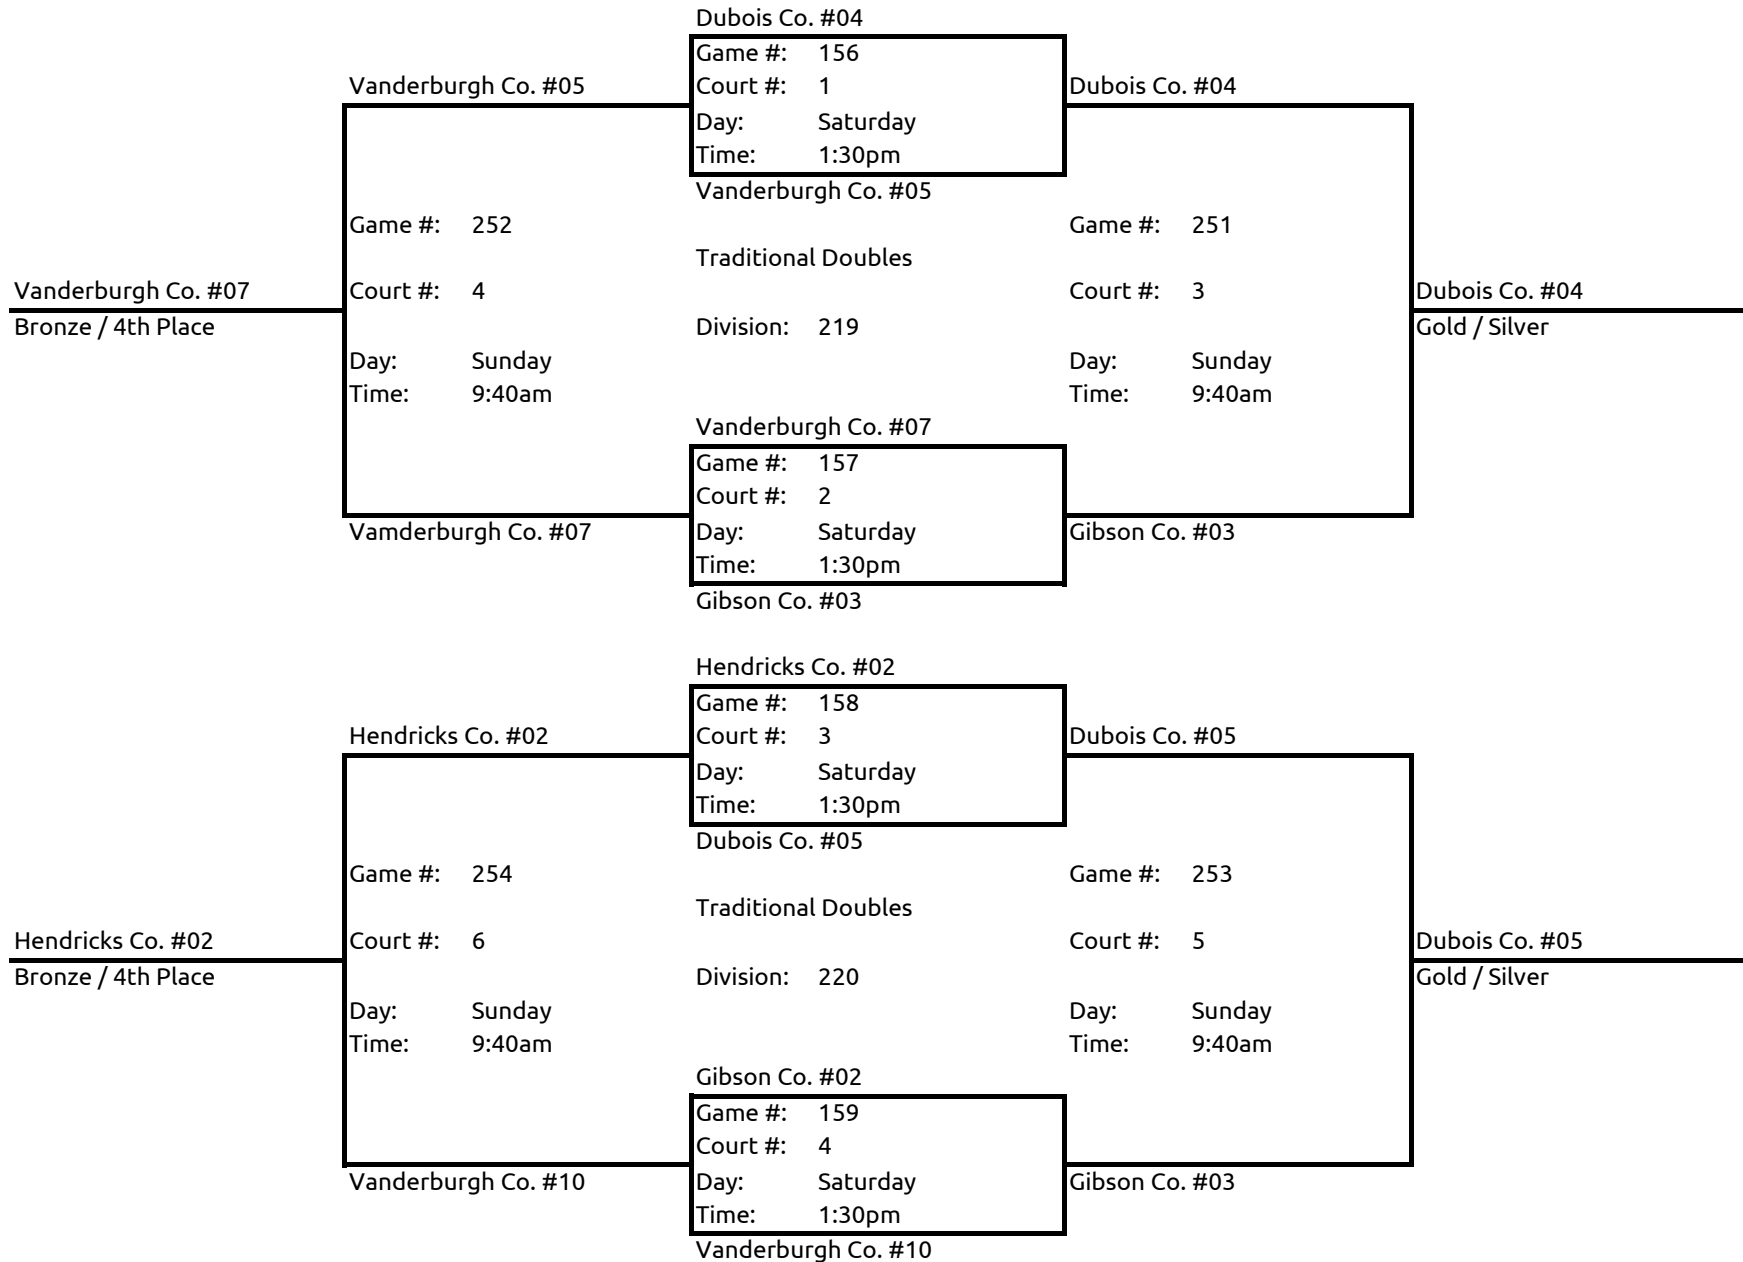 Dubois Co. #04
Game #: 156
Vanderburgh Co. #05 Court #: 1 Dubois Co. #04
Day: Saturday
Time: 1:30pm
Vanderburgh Co. #05
Game #: 252 Game #: 251
Traditional Doubles
Vanderburgh Co. #07 Court #: 4 Court #: 3 Dubois Co. #04
Bronze / 4th Place Division: 219 Gold / Silver
Day: Sunday Day: Sunday
Time: 9:40am Time: 9:40am
Vanderburgh Co. #07
Game #: 157
Court #: 2
Vamderburgh Co. #07 Day: Saturday Gibson Co. #03
Time: 1:30pm
Gibson Co. #03
Hendricks Co. #02
Game #: 158
Hendricks Co. #02 Court #: 3 Dubois Co. #05
Day: Saturday
Time: 1:30pm
Dubois Co. #05
Game #: 254 Game #: 253
Traditional Doubles
Hendricks Co. #02 Court #: 6 Court #: 5 Dubois Co. #05
Bronze / 4th Place Division: 220 Gold / Silver
Day: Sunday Day: Sunday
Time: 9:40am Time: 9:40am
Gibson Co. #02
Game #: 159
Court #: 4
Vanderburgh Co. #10 Day: Saturday Gibson Co. #03
Time: 1:30pm
Vanderburgh Co. #10